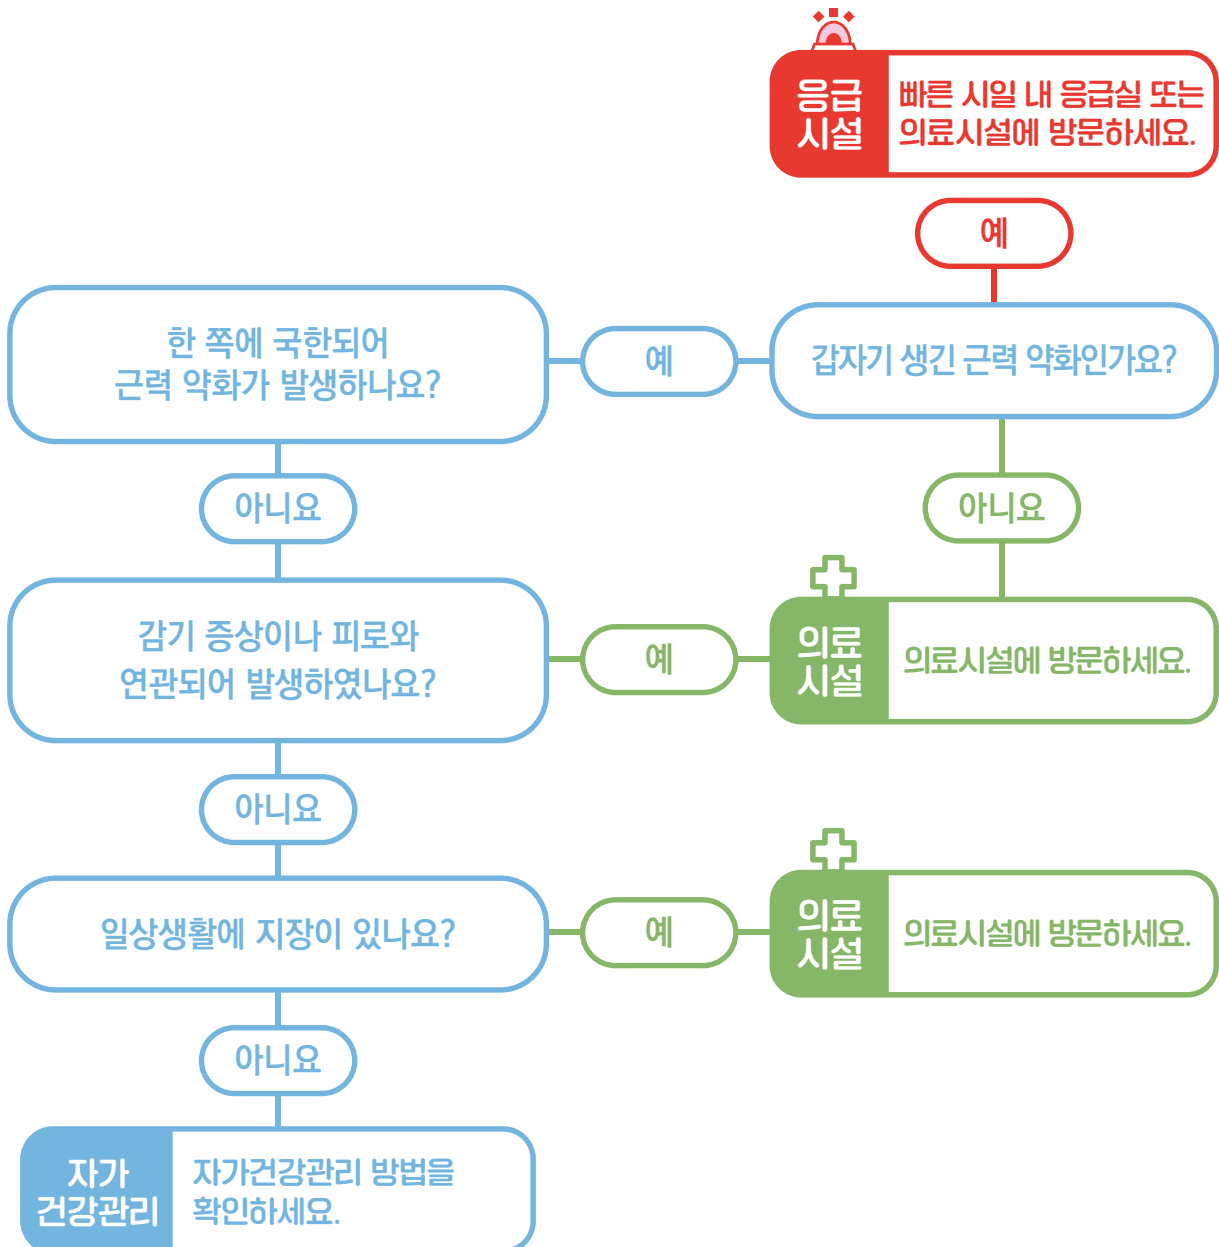 응급
시설
빠른 시일 내 응급실 또는
의료시설에 방문하세요.
예
한 쪽에 국한되어
근력 약화가 발생하나요?
예
갑자기 생긴 근력 약화인가요?
아니요
아니요
감기 증상이나 피로와
연관되어 발생하였나요?
예
의료
시설
의료시설에 방문하세요.
아니요
일상생활에 지장이 있나요?
예
의료
시설
의료시설에 방문하세요.
아니요
자가
건강관리
자가건강관리 방법을
확인하세요.